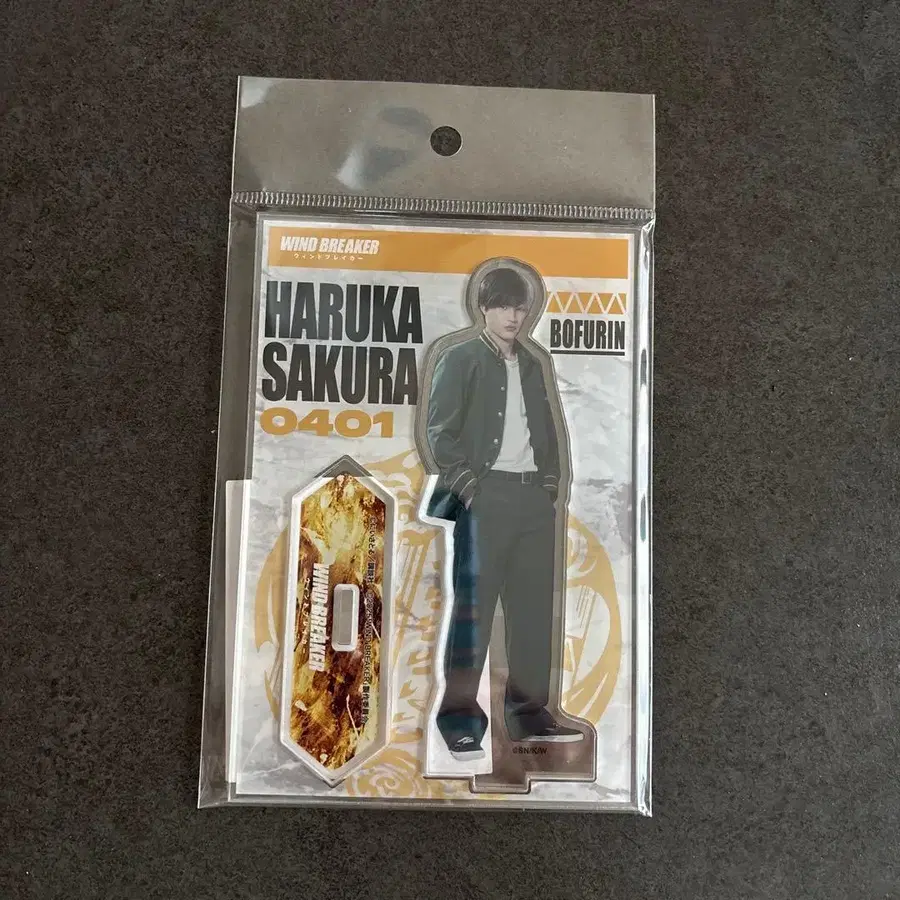 WIND BREAKER
ウィンドブレイカー
HARUKA
SAKURA
0401
BOFURIN
WIND BREAKER
©BN/K/W